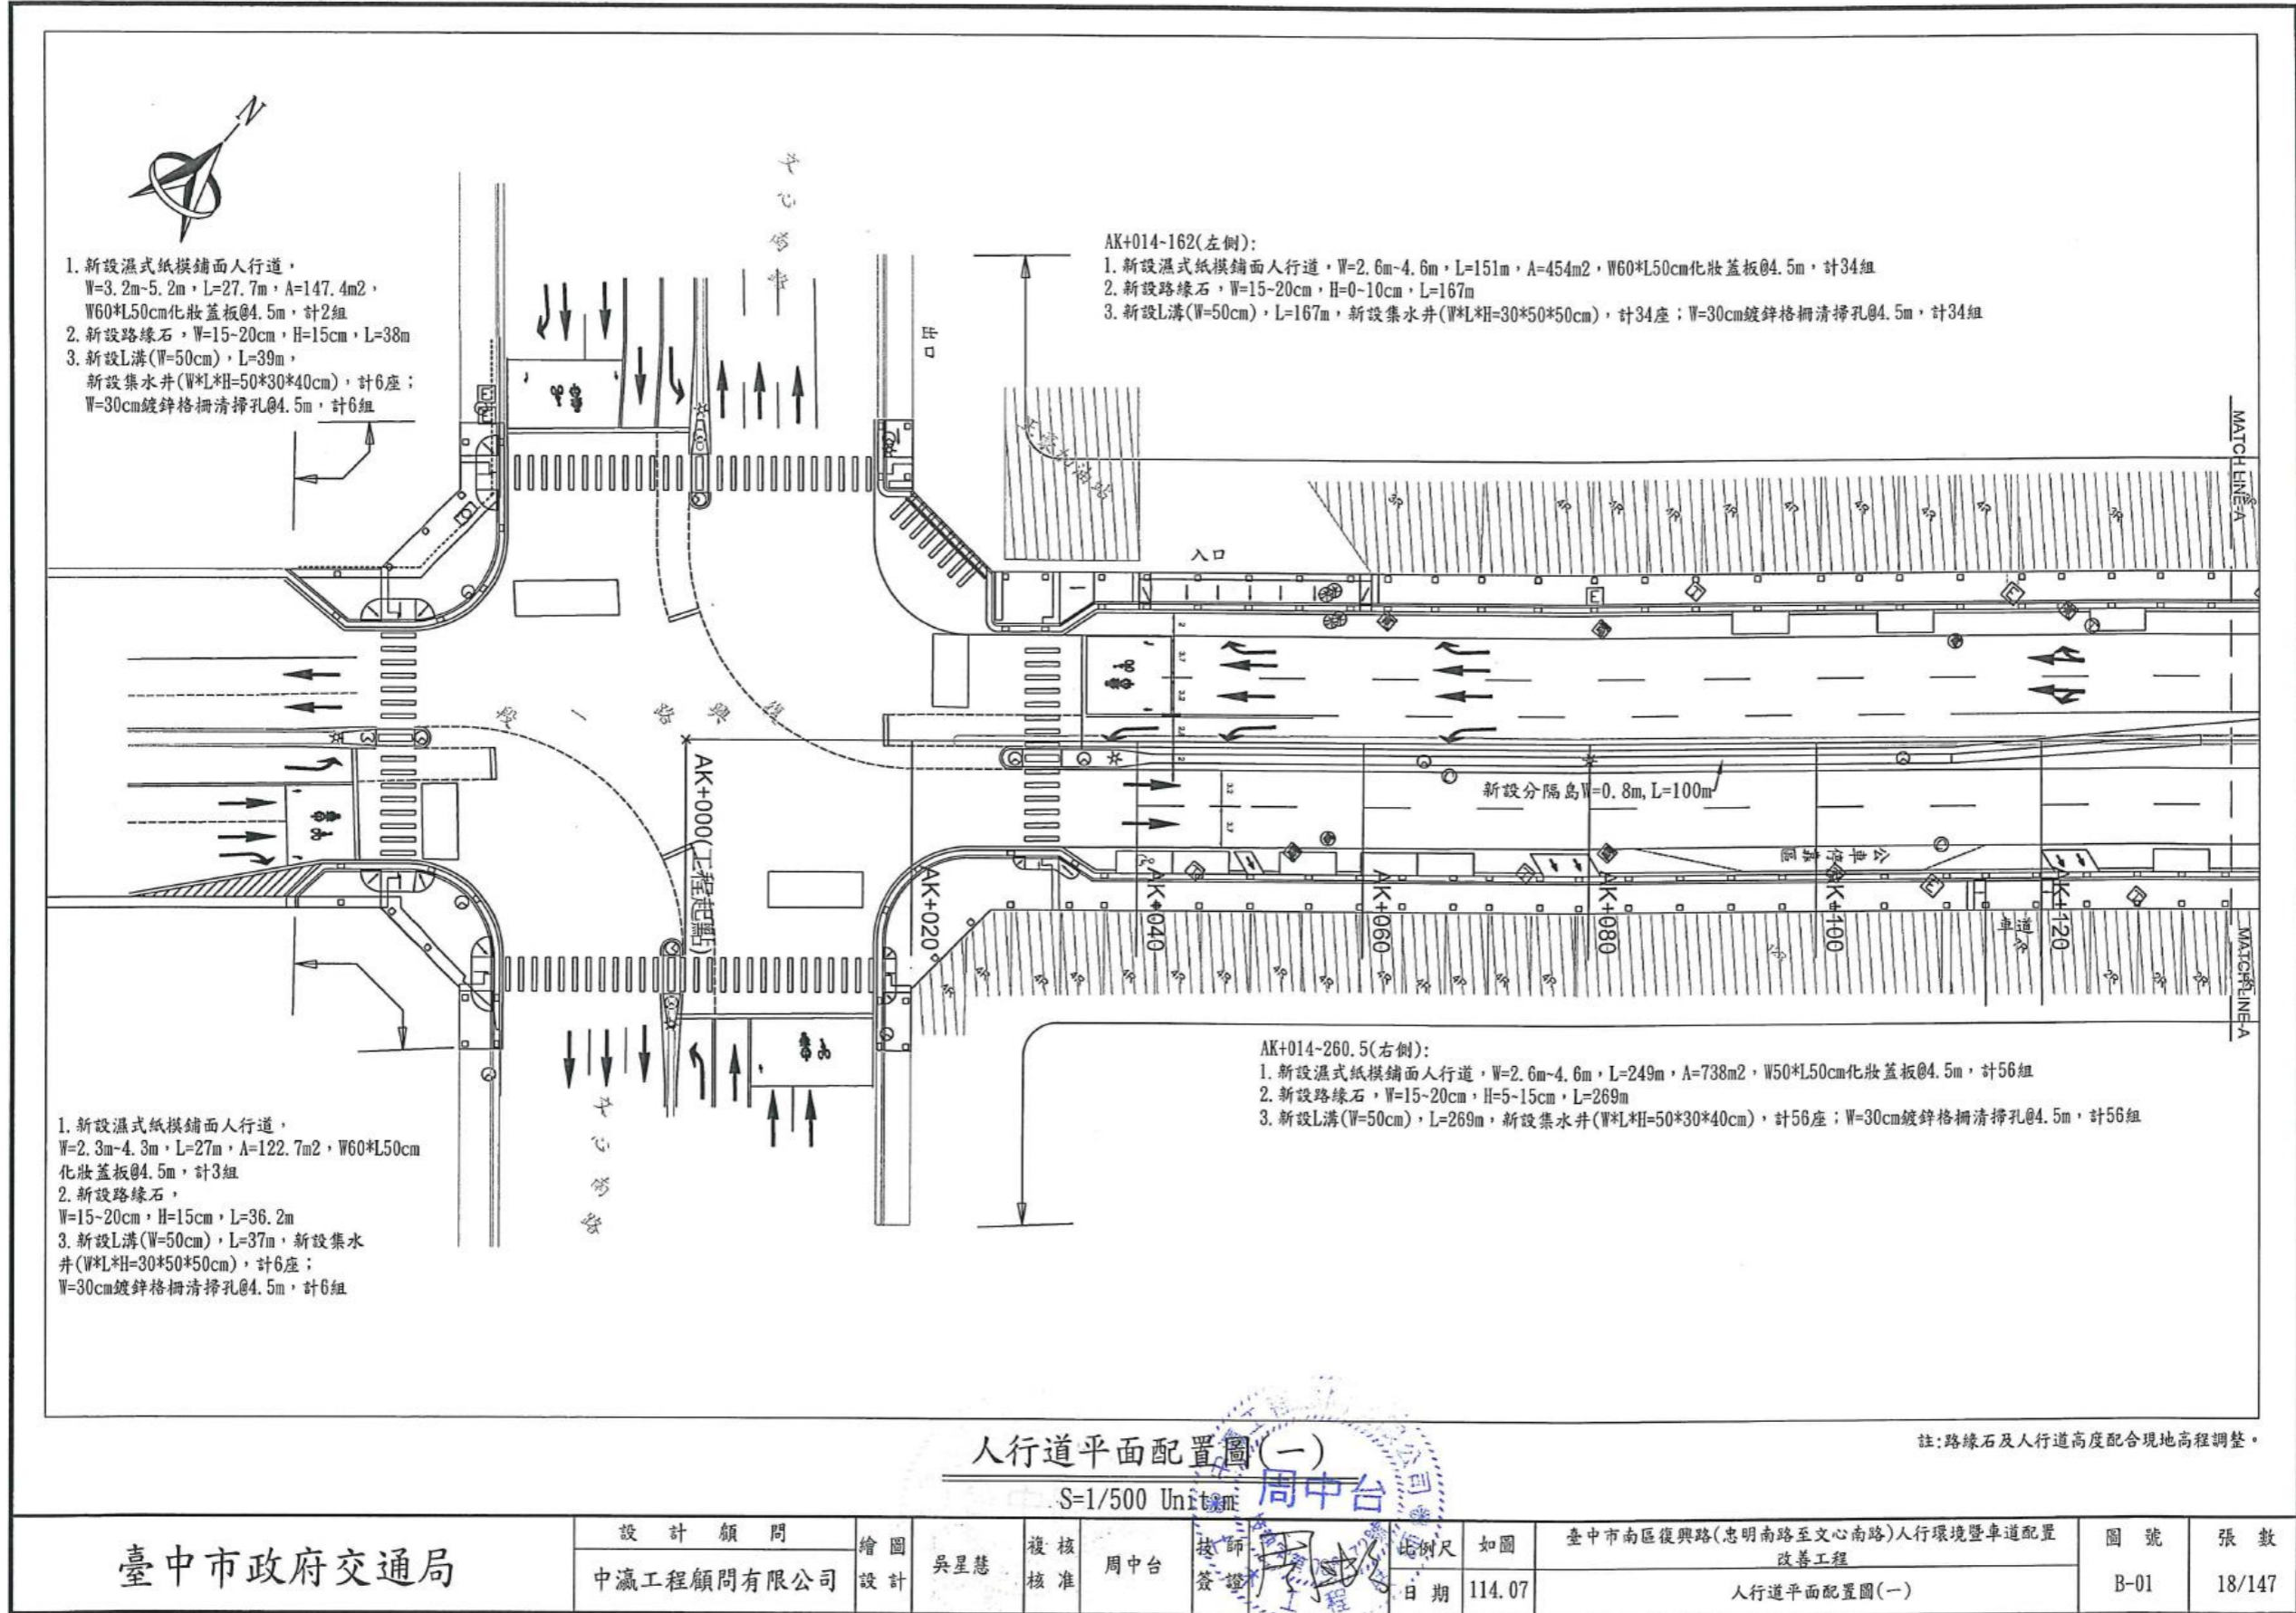 N
1.新設濕式紙模鋪面人行道，
W=3.2m~5.2m，L=27.7m，A=147.4m2，
W60*L50cm化妝蓋板@4.5m，計2組
2.新設路緣石，W=15~20cm，H=15cm，L=38m
3.新設L溝(W=50cm)，L=39m，
新設集水井(W*L*H=50*30*40cm)，計6座；
W=30cm鍍鋅格柵清掃孔@4.5m，計6組
AK+014~162(左側):
1.新設濕式紙模鋪面人行道，W=2.6m~4.6m，L=151m，A=454m2，W60*L50cm化妝蓋板@4.5m，計34組
2.新設路緣石，W=15~20cm，H=0~10cm，L=167m
3.新設L溝(W=50cm)，L=167m，新設集水井(W*L*H=30*50*50cm)，計34座；W=30cm鍍鋅格柵清掃孔@4.5m，計34組
文心南路
出口
入口
MATCH LINE-A
復興路一段
AK+000(工程起點)
AK+020
AK+040
AK+060
AK+080
AK+100
AK+120
新設分隔島W=0.8m,L=100m
公車停靠區
車道
MATCH LINE-A
文心南路
AK+014~260.5(右側):
1.新設濕式紙模鋪面人行道，W=2.6m~4.6m，L=249m，A=738m2，W50*L50cm化妝蓋板@4.5m，計56組
2.新設路緣石，W=15~20cm，H=5~15cm，L=269m
3.新設L溝(W=50cm)，L=269m，新設集水井(W*L*H=50*30*40cm)，計56座；W=30cm鍍鋅格柵清掃孔@4.5m，計56組
1.新設濕式紙模鋪面人行道，
W=2.3m~4.3m，L=27m，A=122.7m2，W60*L50cm
化妝蓋板@4.5m，計3組
2.新設路緣石，
W=15~20cm，H=15cm，L=36.2m
3.新設L溝(W=50cm)，L=37m，新設集水
井(W*L*H=30*50*50cm)，計6座；
W=30cm鍍鋅格柵清掃孔@4.5m，計6組
人行道平面配置圖(一)
S=1/500 Unit:m
周中台
註:路緣石及人行道高度配合現地高程調整。
臺中市政府交通局
設計顧問
中瀛工程顧問有限公司
繪圖
設計
吳星慧
複核
核准
周中台
技師
簽證
比例尺
如圖
日期
114.07
臺中市南區復興路(忠明南路至文心南路)人行環境暨車道配置
改善工程
人行道平面配置圖(一)
圖號
B-01
張數
18/147